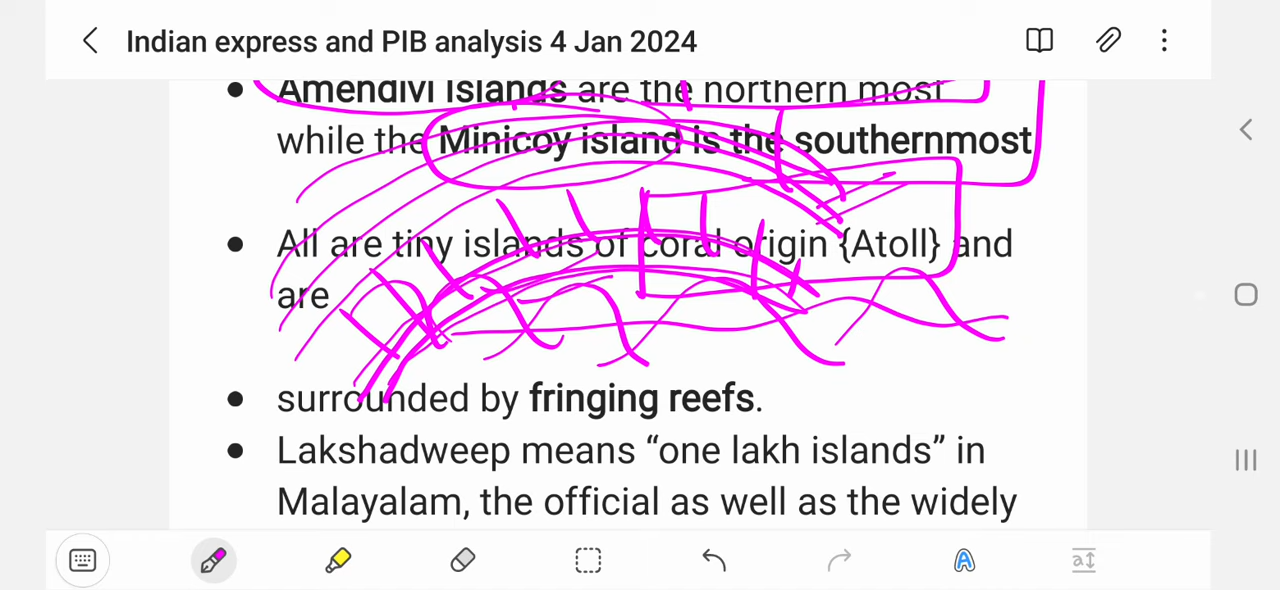 Indian express and PIB analysis 4 Jan 2024
Amendivi Islands are the northern most
while the Minicoy island is the southernmost
All are tiny islands of coral origin {Atoll} and
are
surrounded by fringing reefs.
Lakshadweep means “one lakh islands” in
Malayalam, the official as well as the widely